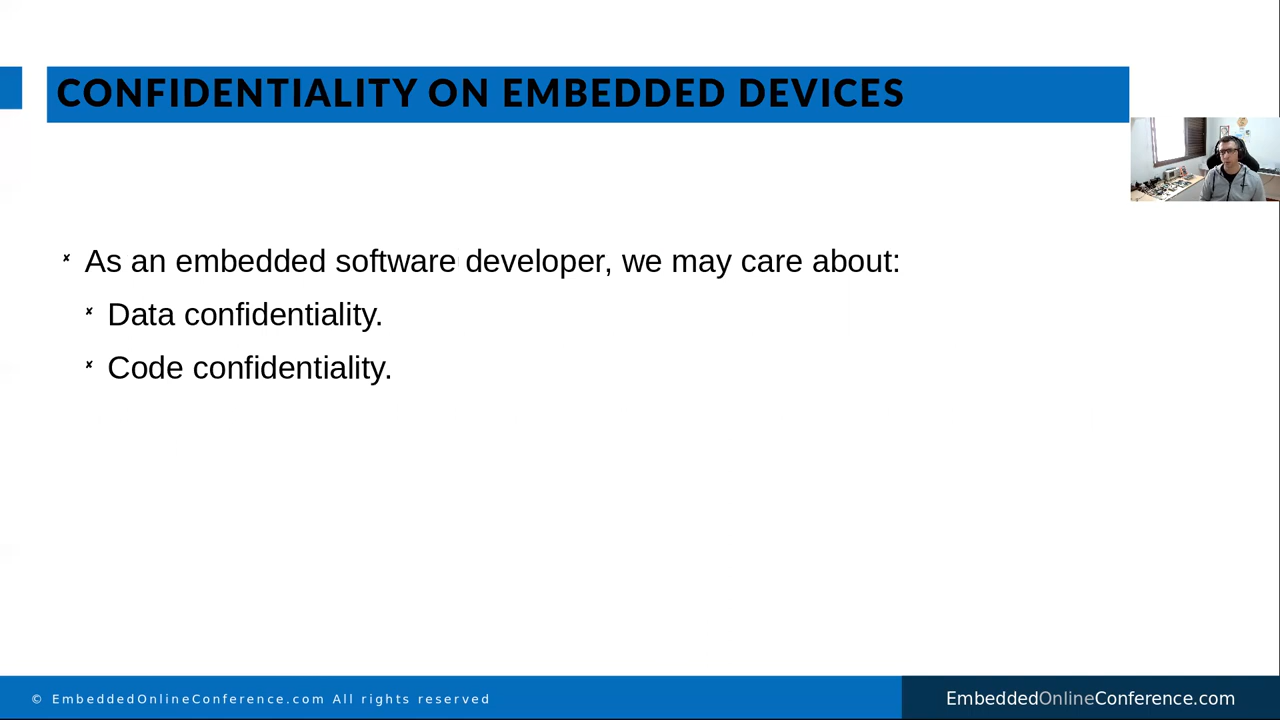 CONFIDENTIALITY ON EMBEDDED DEVICES
As an embedded software developer, we may care about:
Data confidentiality.
Code confidentiality.
© EmbeddedOnlineConference.com All rights reserved
EmbeddedOnlineConference.com